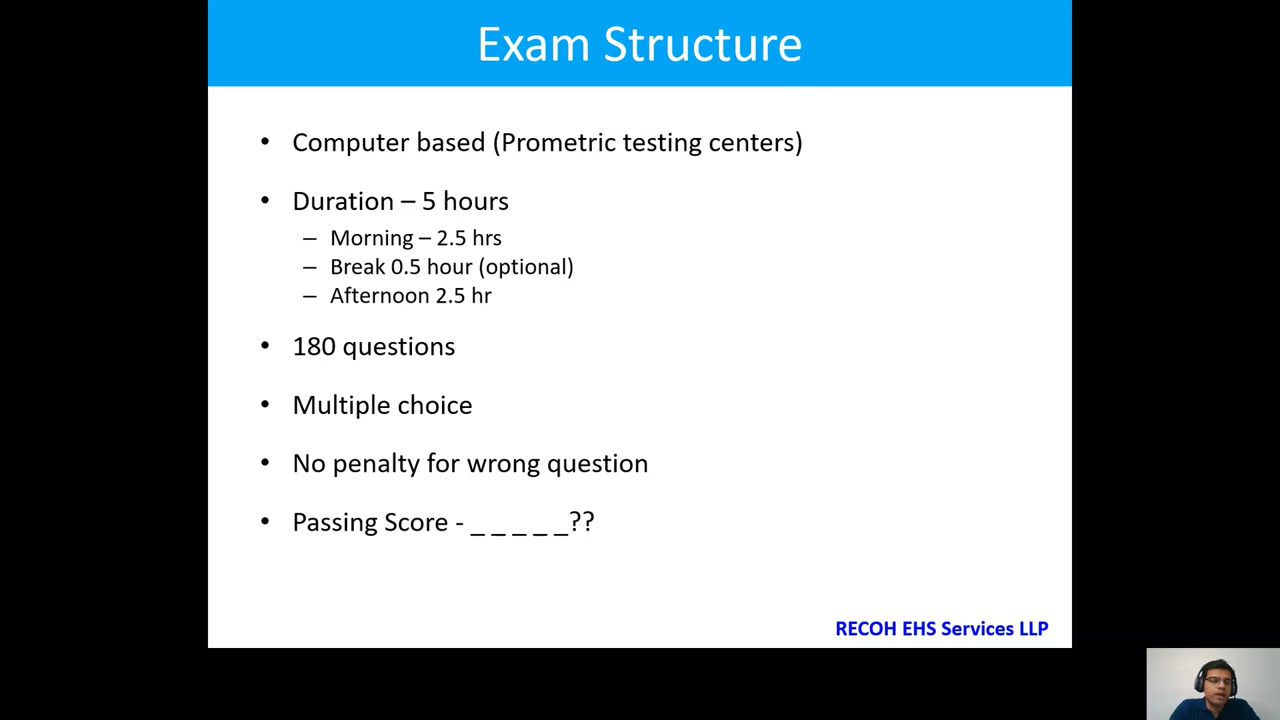 Exam Structure
• Computer based (Prometric testing centers)
• Duration – 5 hours
– Morning – 2.5 hrs
– Break 0.5 hour (optional)
– Afternoon 2.5 hr
• 180 questions
• Multiple choice
• No penalty for wrong question
• Passing Score - _ _ _ _ _??
RECOH EHS Services LLP